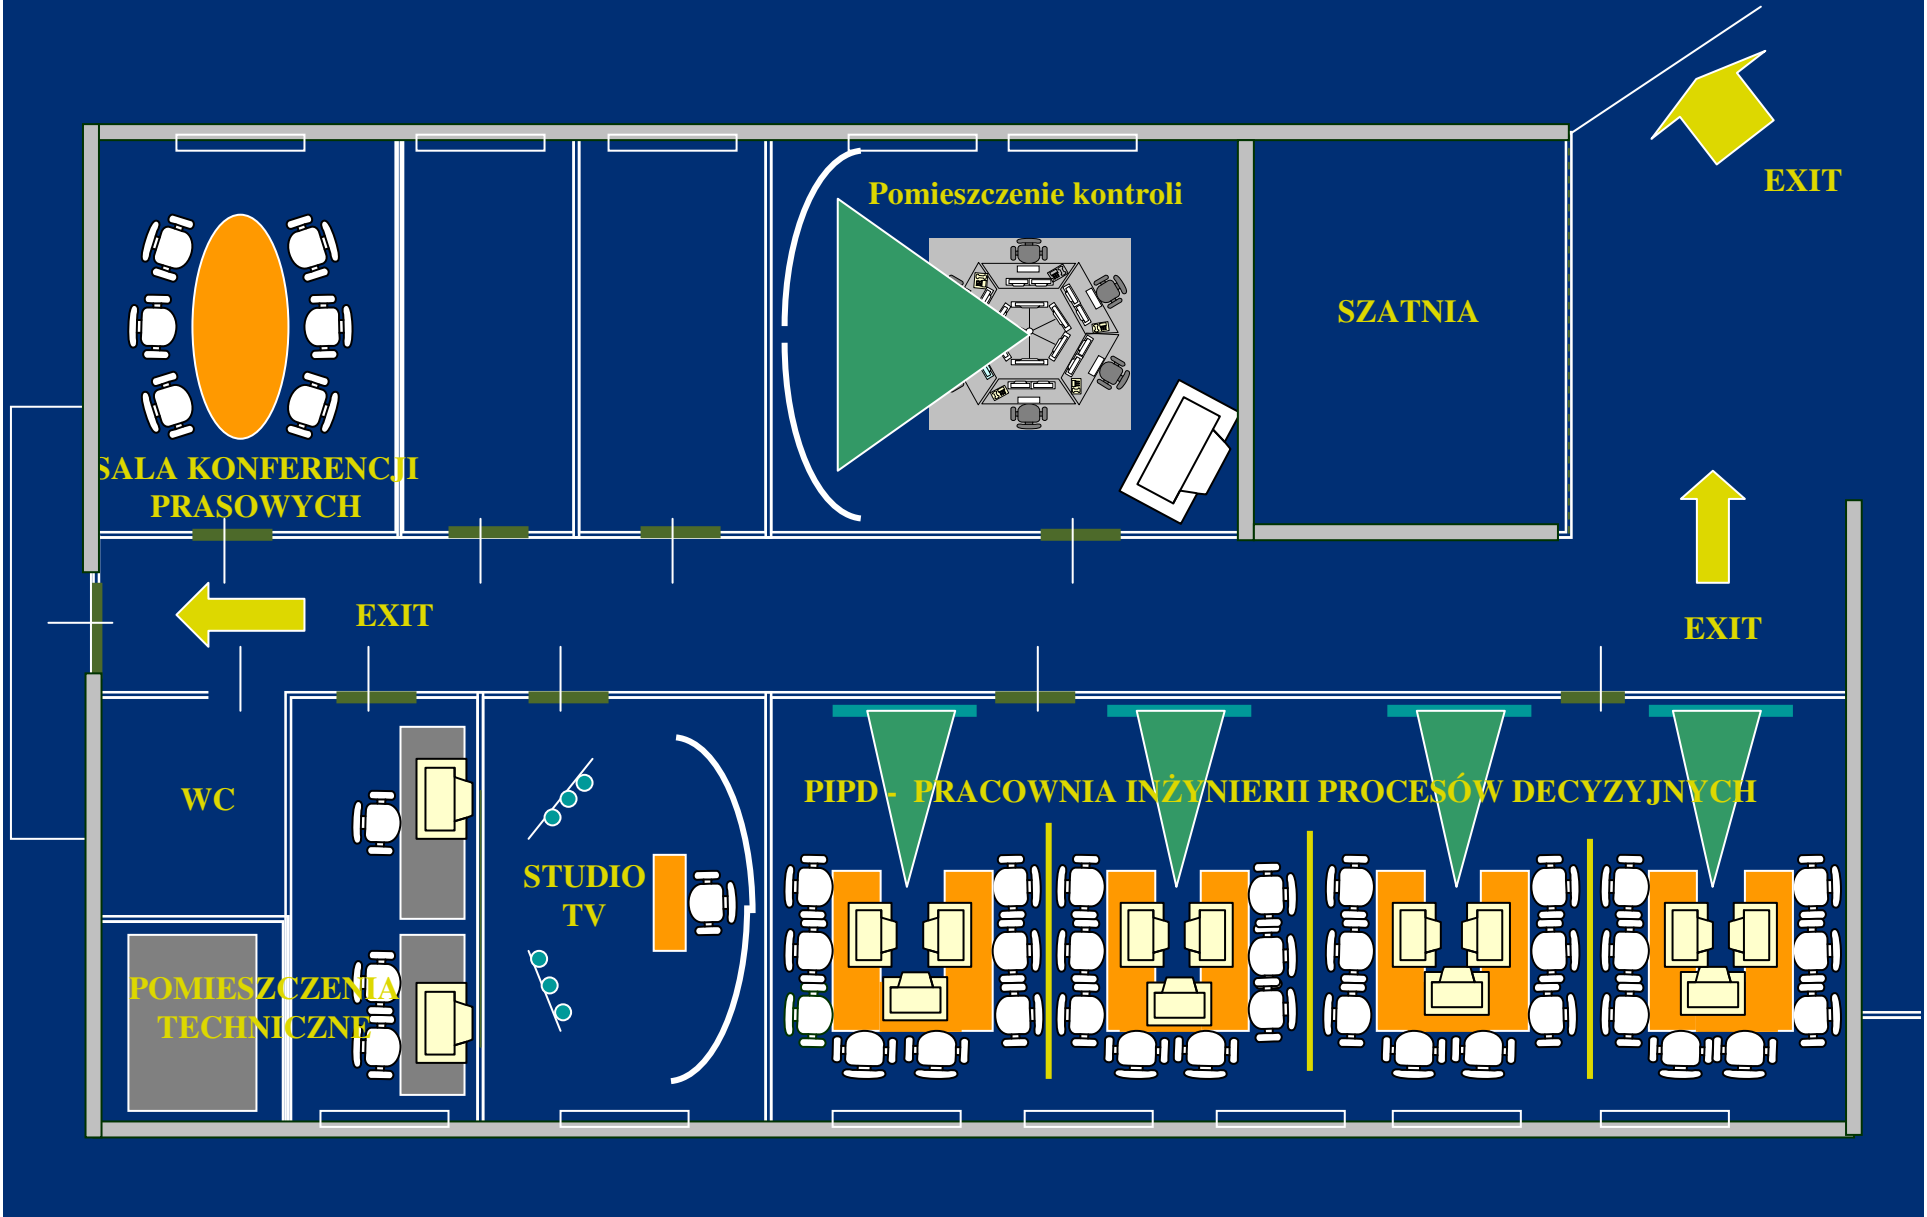 EXIT
Pomieszczenie kontroli
SZATNIA
SALA KONFERENCJI
PRASOWYCH
EXIT
EXIT
WC
PIPD - PRACOWNIA INŻYNIERII PROCESÓW DECYZYJNYCH
STUDIO
TV
POMIESZCZENIA
TECHNICZNE